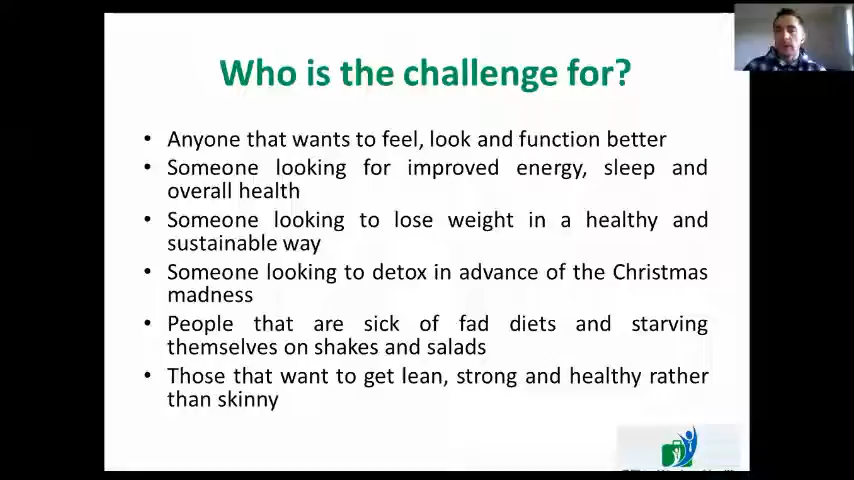 Who is the challenge for?
• Anyone that wants to feel, look and function better
• Someone looking for improved energy, sleep and
overall health
• Someone looking to lose weight in a healthy and
sustainable way
• Someone looking to detox in advance of the Christmas
madness
• People that are sick of fad diets and starving
themselves on shakes and salads
• Those that want to get lean, strong and healthy rather
than skinny